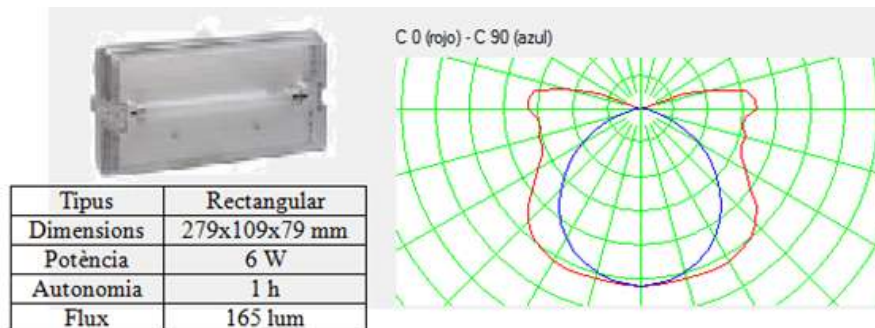 C 0 (rojo) - C 90 (azul)
Tipus Rectangular
Dimensions 279x109x79 mm
Potència 6 W
Autonomia 1 h
Flux 165 lum